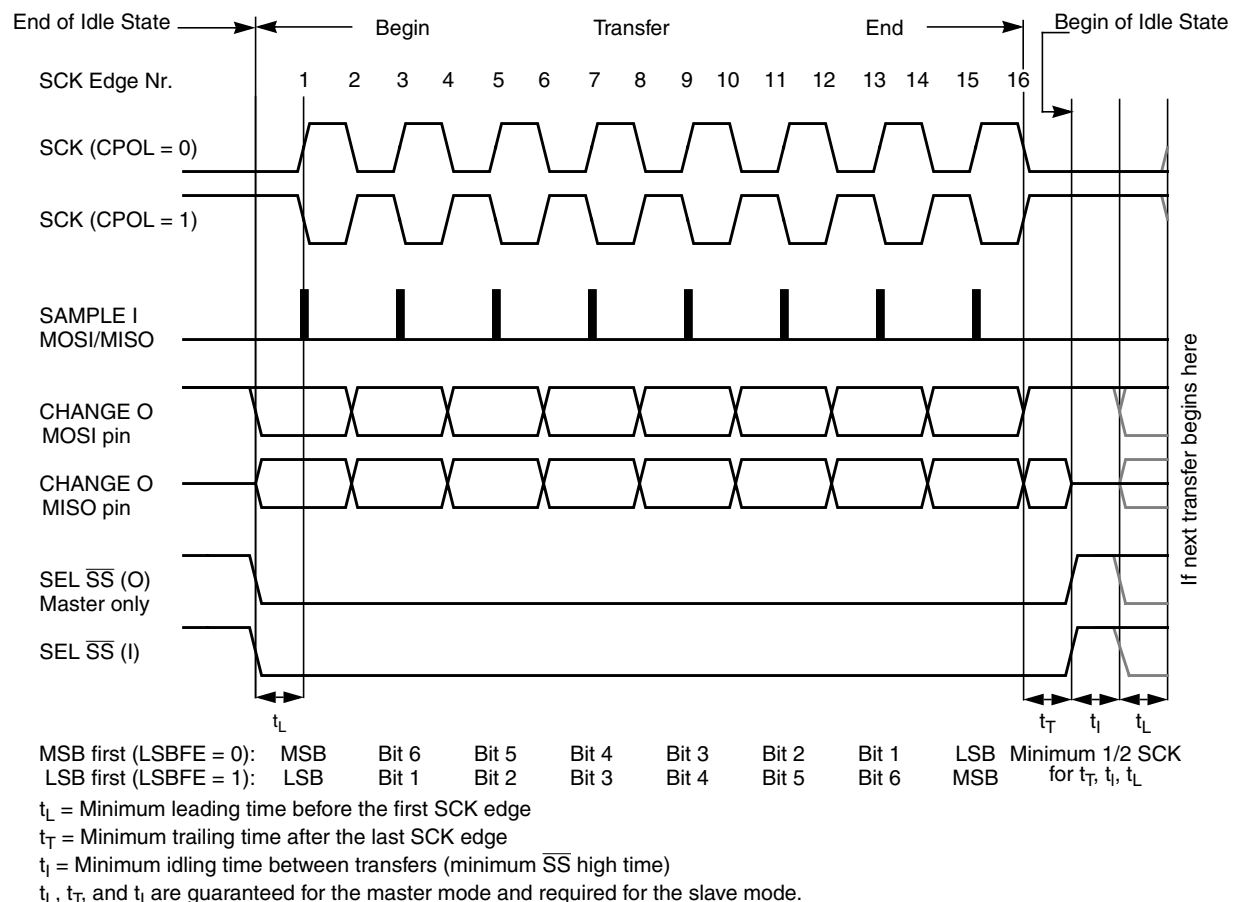 End of Idle State
Begin
Transfer
End
Begin of Idle State
SCK Edge Nr.
1 2 3 4 5 6 7 8 9 10 11 12 13 14 15 16
SCK (CPOL = 0)
SCK (CPOL = 1)
SAMPLE I
MOSI/MISO
CHANGE O
MOSI pin
CHANGE O
MISO pin
SEL SS (O)
Master only
SEL SS (I)
If next transfer begins here
tL
tT tI tL
MSB first (LSBFE = 0): MSB Bit 6 Bit 5 Bit 4 Bit 3 Bit 2 Bit 1 LSB Minimum 1/2 SCK
LSB first (LSBFE = 1): LSB Bit 1 Bit 2 Bit 3 Bit 4 Bit 5 Bit 6 MSB for tT, tI, tL
tL = Minimum leading time before the first SCK edge
tT = Minimum trailing time after the last SCK edge
tI = Minimum idling time between transfers (minimum SS high time)
tL, tT, and tI are guaranteed for the master mode and required for the slave mode.